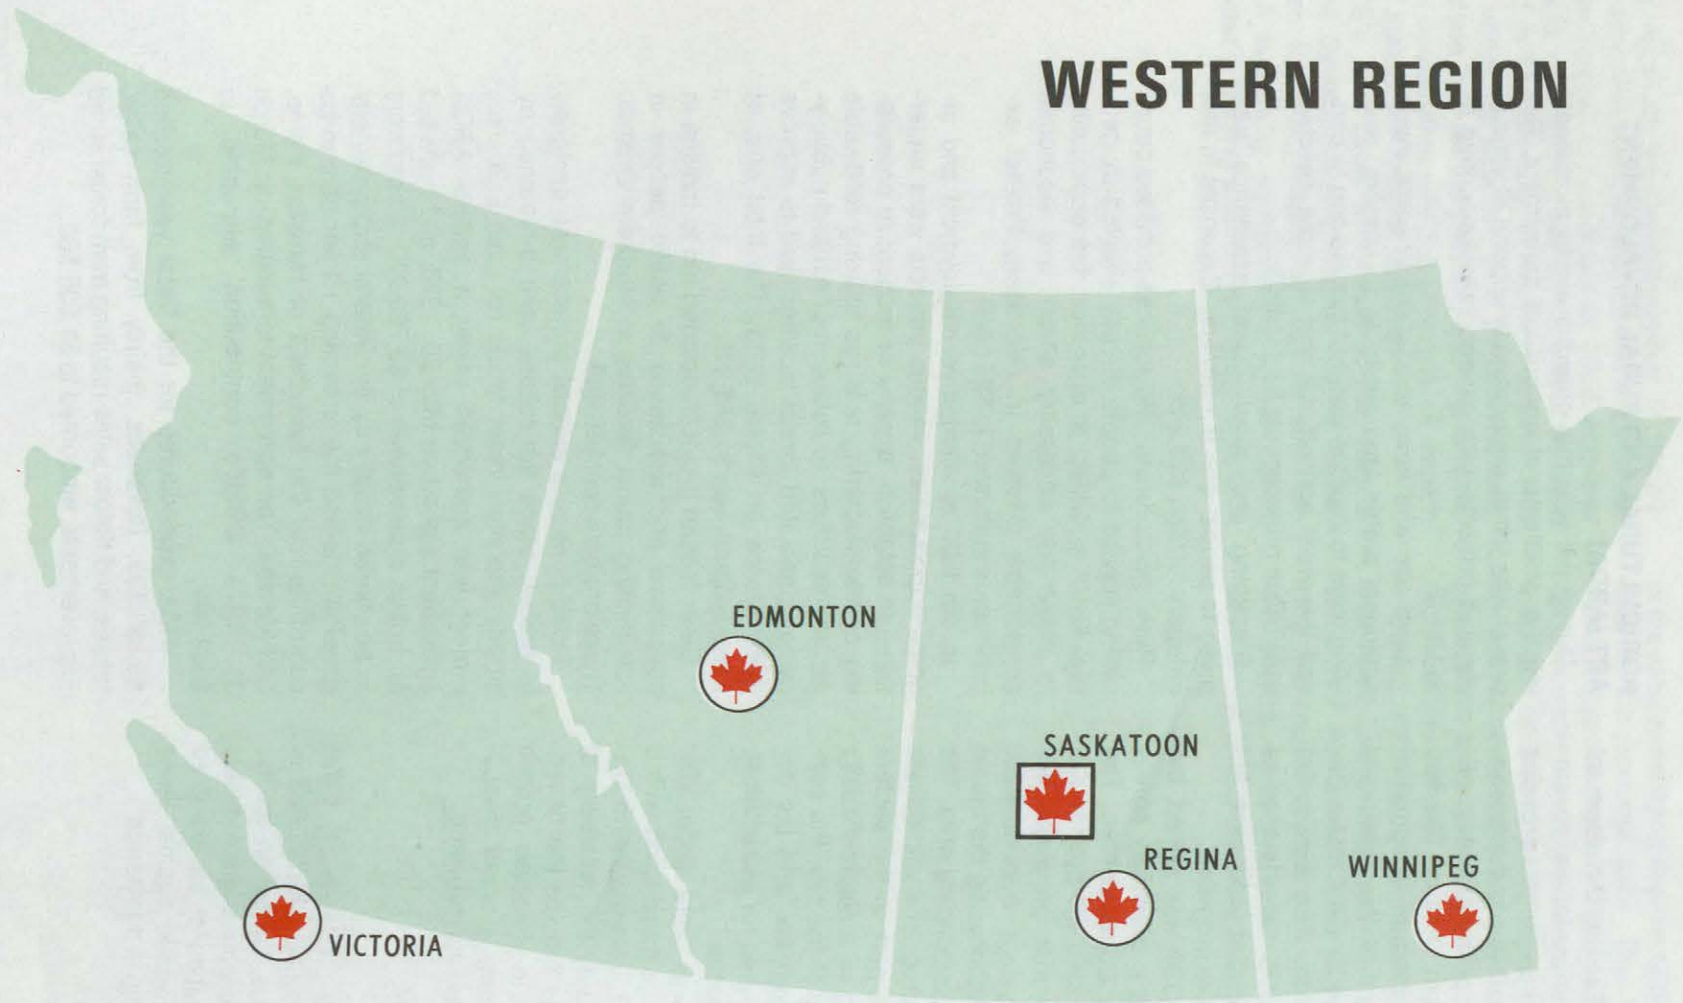 WESTERN REGION
EDMONTON
SASKATOON
REGINA
WINNIPEG
VICTORIA